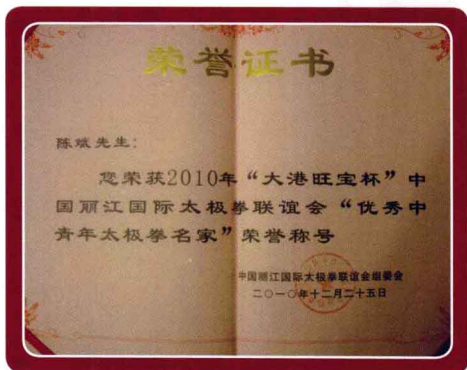 荣誉证书
陈斌先生：
您荣获2010年“大港旺宝杯”中
国丽江国际太极拳联谊会“优秀中
青年太极拳名家”荣誉称号
中国丽江国际太极拳联谊会组委会
二〇一〇年十二月二十五日